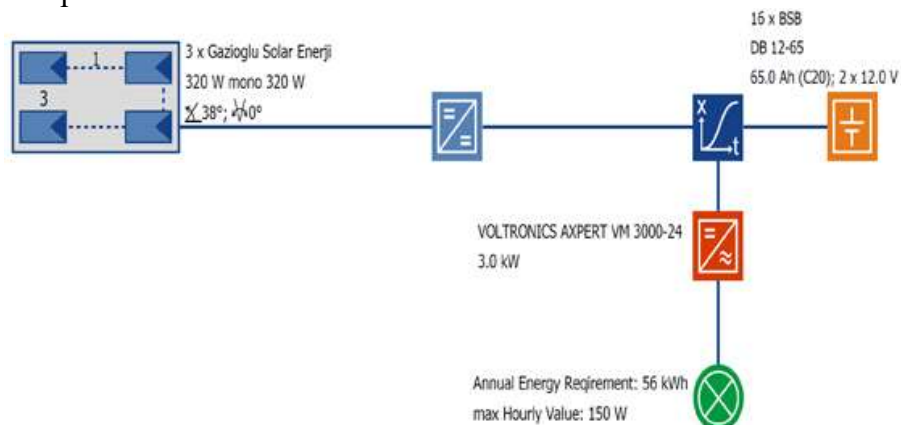 3 x Gazioglu Solar Enerji
320 W mono 320 W
38°; 0°
1
3
16 x BSB
DB 12-65
65.0 Ah (C20); 2 x 12.0 V
X
t
VOLTRONICS AXPERT VM 3000-24
3.0 kW
Annual Energy Reqirement: 56 kWh
max Hourly Value: 150 W